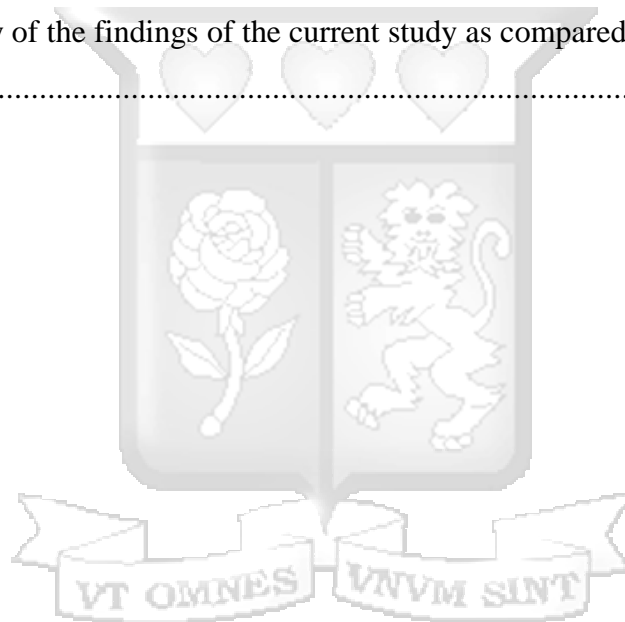 y of the findings of the current study as compared
................................................................................
VT OMNES VNVM SINT